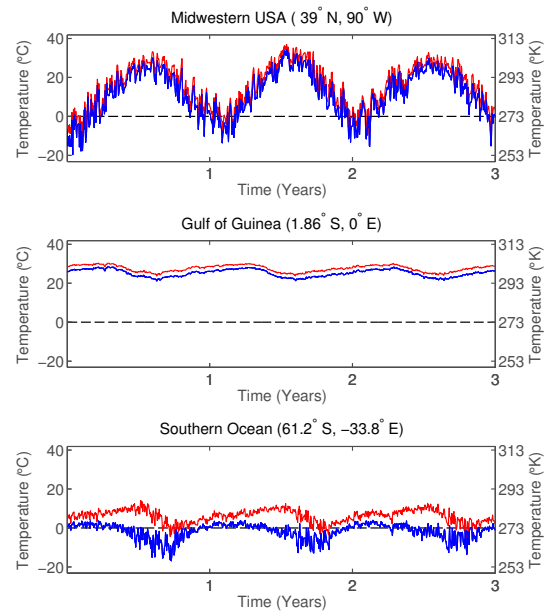 Midwestern USA ( 39° N, 90° W)
Temperature (°C)
40
20
0
−20
313
293
273
253
Temperature (°K)
1
2
3
Time (Years)
Gulf of Guinea (1.86° S, 0° E)
Temperature (°C)
40
20
0
−20
313
293
273
253
Temperature (°K)
1
2
3
Time (Years)
Southern Ocean (61.2° S, −33.8° E)
Temperature (°C)
40
20
0
−20
313
293
273
253
Temperature (°K)
1
2
3
Time (Years)